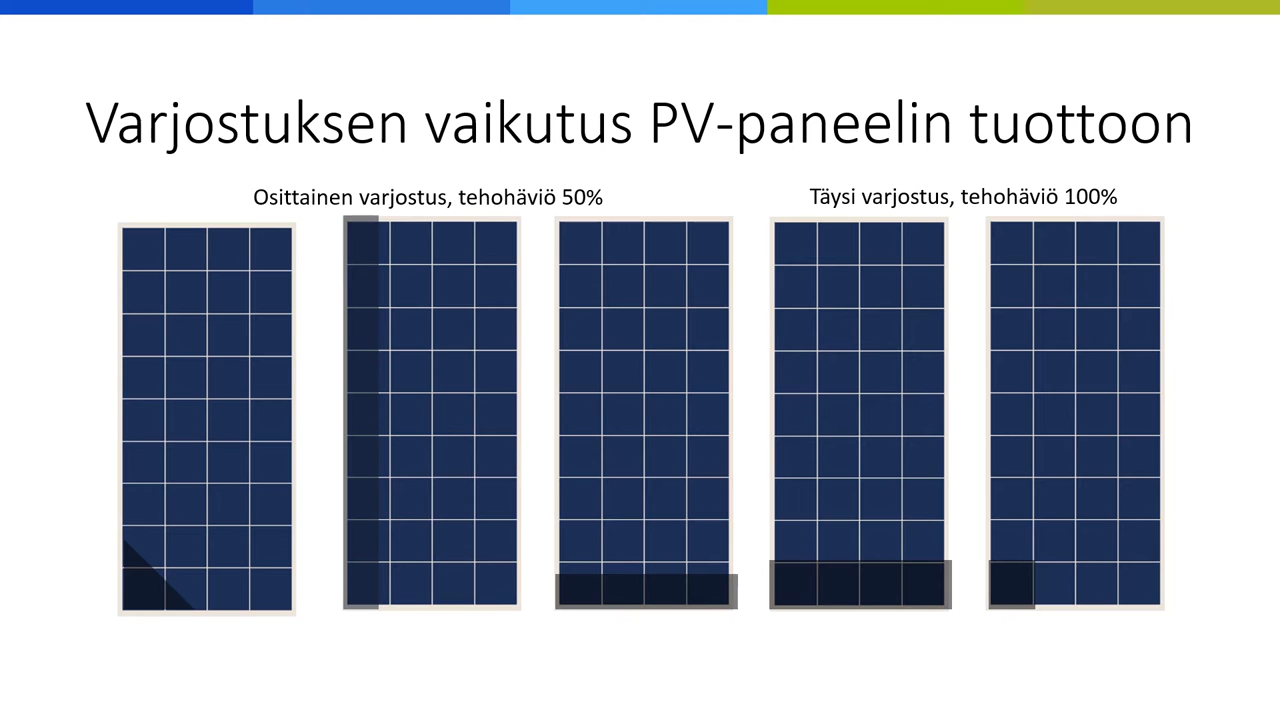 Varjostuksen vaikutus PV-paneelin tuottoon
Osittainen varjostus, tehohäviö 50%
Täysi varjostus, tehohäviö 100%